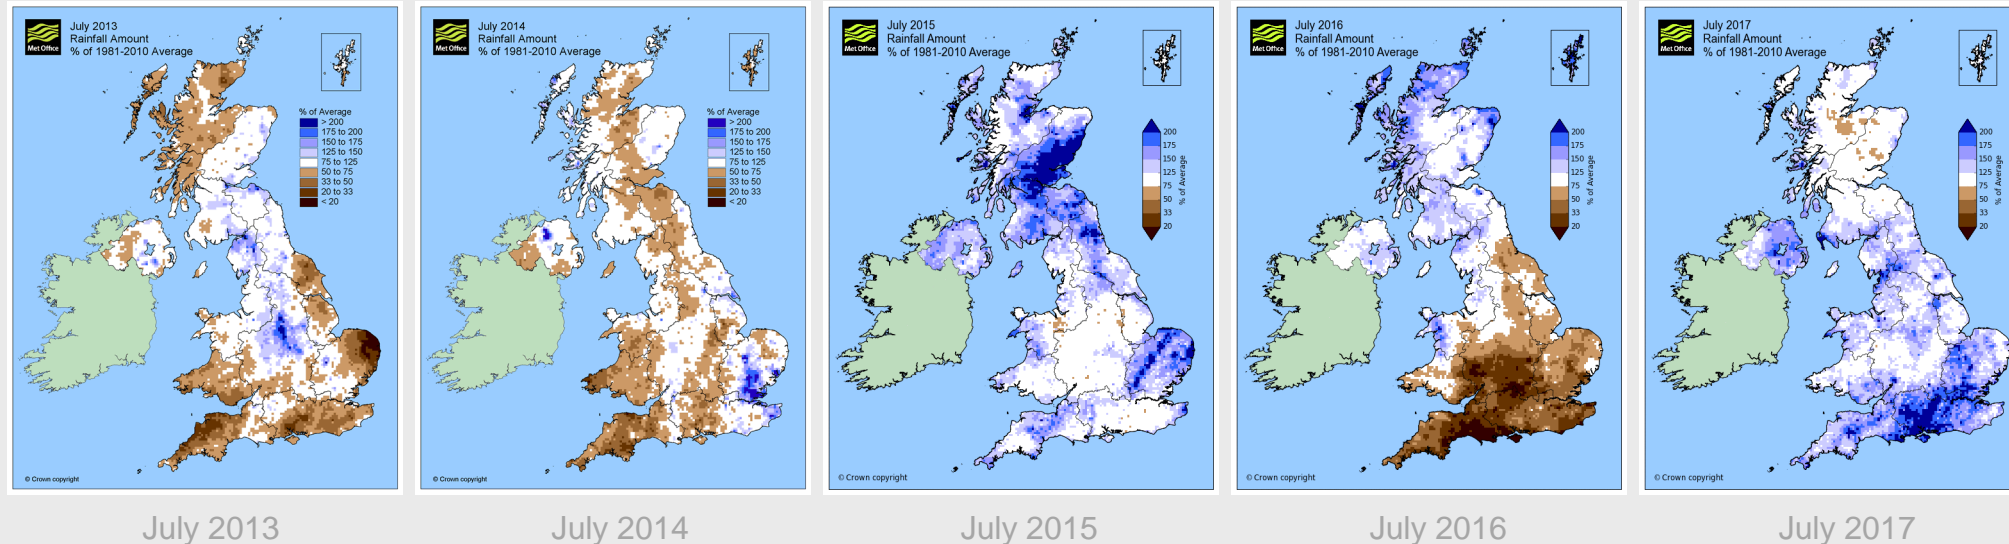 Met Office
July 2013
Rainfall Amount
% of 1981-2010 Average
% of Average
> 200
175 to 200
150 to 175
125 to 150
75 to 125
50 to 75
33 to 50
20 to 33
< 20
© Crown copyright
July 2013
Met Office
July 2014
Rainfall Amount
% of 1981-2010 Average
% of Average
> 200
175 to 200
150 to 175
125 to 150
75 to 125
50 to 75
33 to 50
20 to 33
< 20
© Crown copyright
July 2014
Met Office
July 2015
Rainfall Amount
% of 1981-2010 Average
200
175
150
125
75
50
33
20
% of Average
© Crown copyright
July 2015
Met Office
July 2016
Rainfall Amount
% of 1981-2010 Average
200
175
150
125
75
50
33
20
% of Average
© Crown copyright
July 2016
Met Office
July 2017
Rainfall Amount
% of 1981-2010 Average
200
175
150
125
75
50
33
20
% of Average
© Crown copyright
July 2017